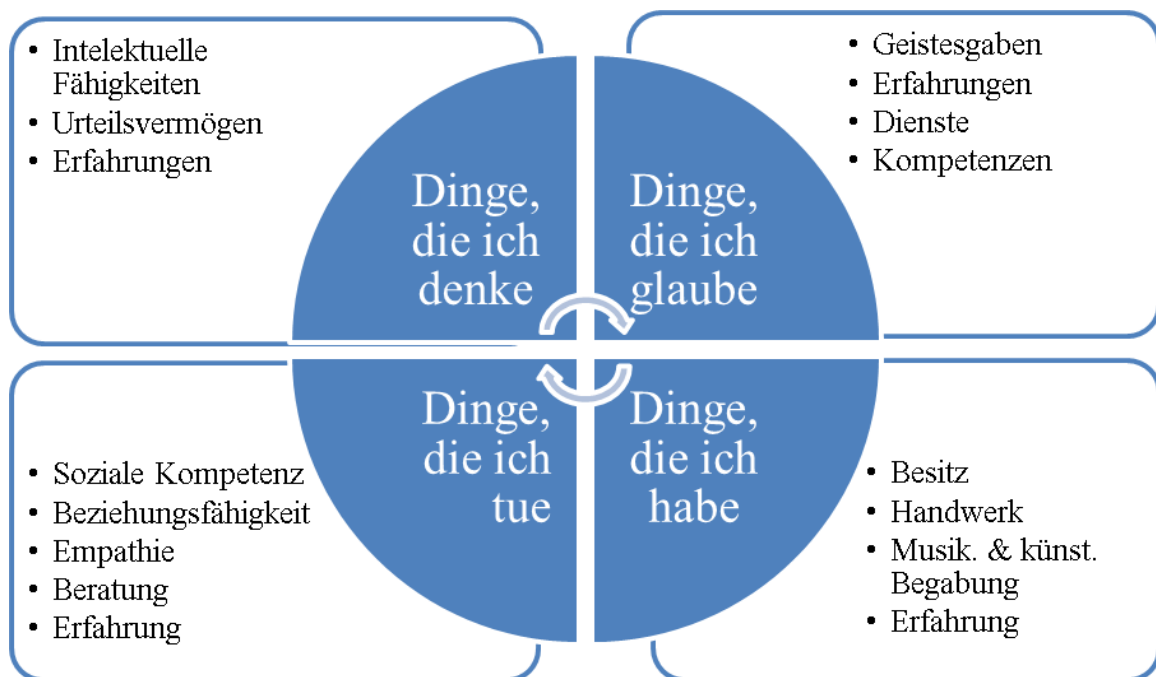 • Intelektuelle
Fähigkeiten
• Urteilsvermögen
• Erfahrungen
• Geistesgaben
• Erfahrungen
• Dienste
• Kompetenzen
Dinge,
die ich
denke
Dinge,
die ich
glaube
Dinge,
die ich
tue
Dinge,
die ich
habe
• Soziale Kompetenz
• Beziehungsfähigkeit
• Empathie
• Beratung
• Erfahrung
• Besitz
• Handwerk
• Musik. & künst.
Begabung
• Erfahrung